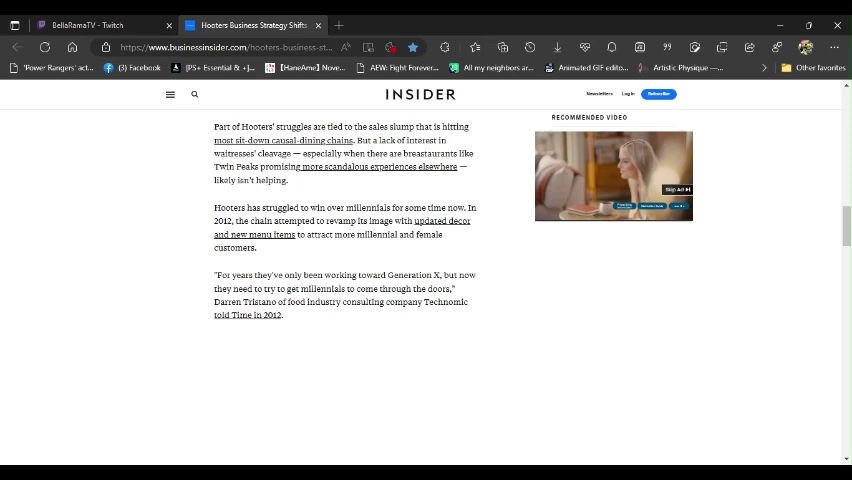 BellaRamaTV - Twitch
Hooters Business Strategy Shifts
https://www.businessinsider.com/hooters-business-st...
'Power Rangers' act...
(3) Facebook
[PS+ Essential & +]...
[HaneAme] Nove...
AEW: Fight Forever...
All my neighbors ar...
Animated GIF edito...
Artistic Physique —...
Other favorites
INSIDER
Newsletters
Log In
Subscribe
Part of Hooters' struggles are tied to the sales slump that is hitting
most sit-down causal-dining chains. But a lack of interest in
waitresses' cleavage — especially when there are breastaurants like
Twin Peaks promising more scandalous experiences elsewhere —
likely isn't helping.
Hooters has struggled to win over millennials for some time now. In
2012, the chain attempted to revamp its image with updated decor
and new menu items to attract more millennial and female
customers.
"For years they've only been working toward Generation X, but now
they need to try to get millennials to come through the doors,"
Darren Tristano of food industry consulting company Technomic
told Time in 2012.
RECOMMENDED VIDEO
Skip Ad